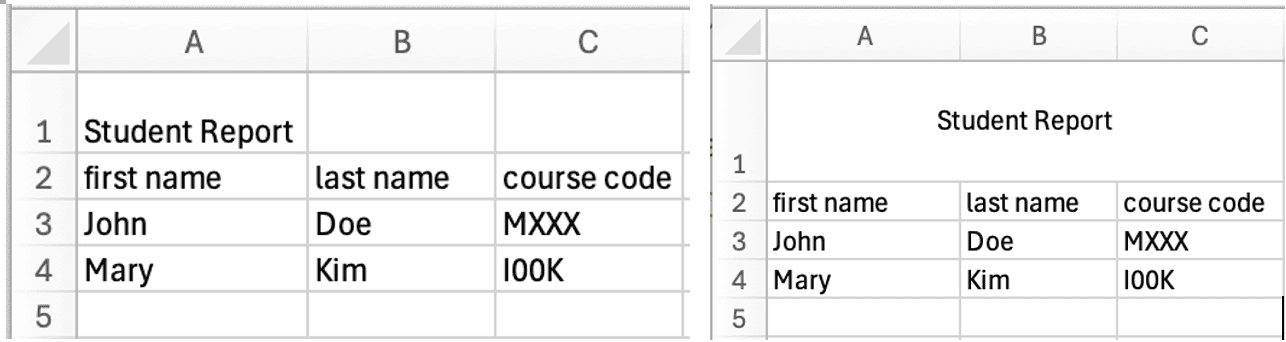 A B C
1 Student Report
2 first name last name course code
3 John Doe MXXX
4 Mary Kim I00K
5
A B C
Student Report
1
2 first name last name course code
3 John Doe MXXX
4 Mary Kim I00K
5